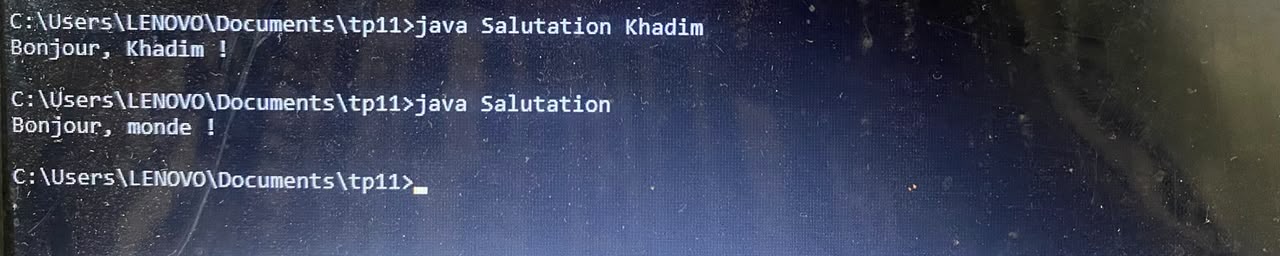 C:\Users\LENOVO\Documents\tp11>java Salutation Khadim
Bonjour, Khadim !
C:\Users\LENOVO\Documents\tp11>java Salutation
Bonjour, monde !
C:\Users\LENOVO\Documents\tp11>